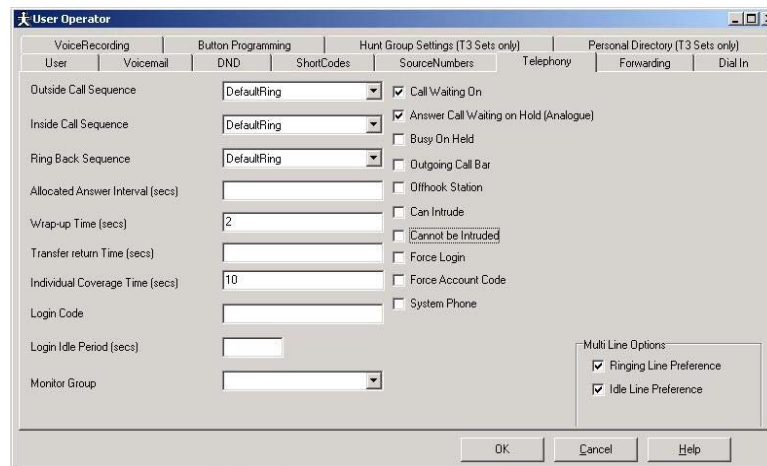 User Operator
VoiceRecording Button Programming Hunt Group Settings (T3 Sets only) Personal Directory (T3 Sets only)
User Voicemail DND ShortCodes SourceNumbers Telephony Forwarding Dial In
Outside Call Sequence DefaultRing
Call Waiting On
Answer Call Waiting on Hold (Analogue)
Inside Call Sequence DefaultRing
Busy On Held
Ring Back Sequence DefaultRing
Outgoing Call Bar
Allocated Answer Interval (secs)
Offhook Station
Wrap-up Time (secs) 2
Can Intrude
Cannot be Intruded
Transfer return Time (secs)
Force Login
Individual Coverage Time (secs) 10
Force Account Code
Login Code
System Phone
Login Idle Period (secs)
Monitor Group
Multi Line Options
Ringing Line Preference
Idle Line Preference
OK Cancel Help